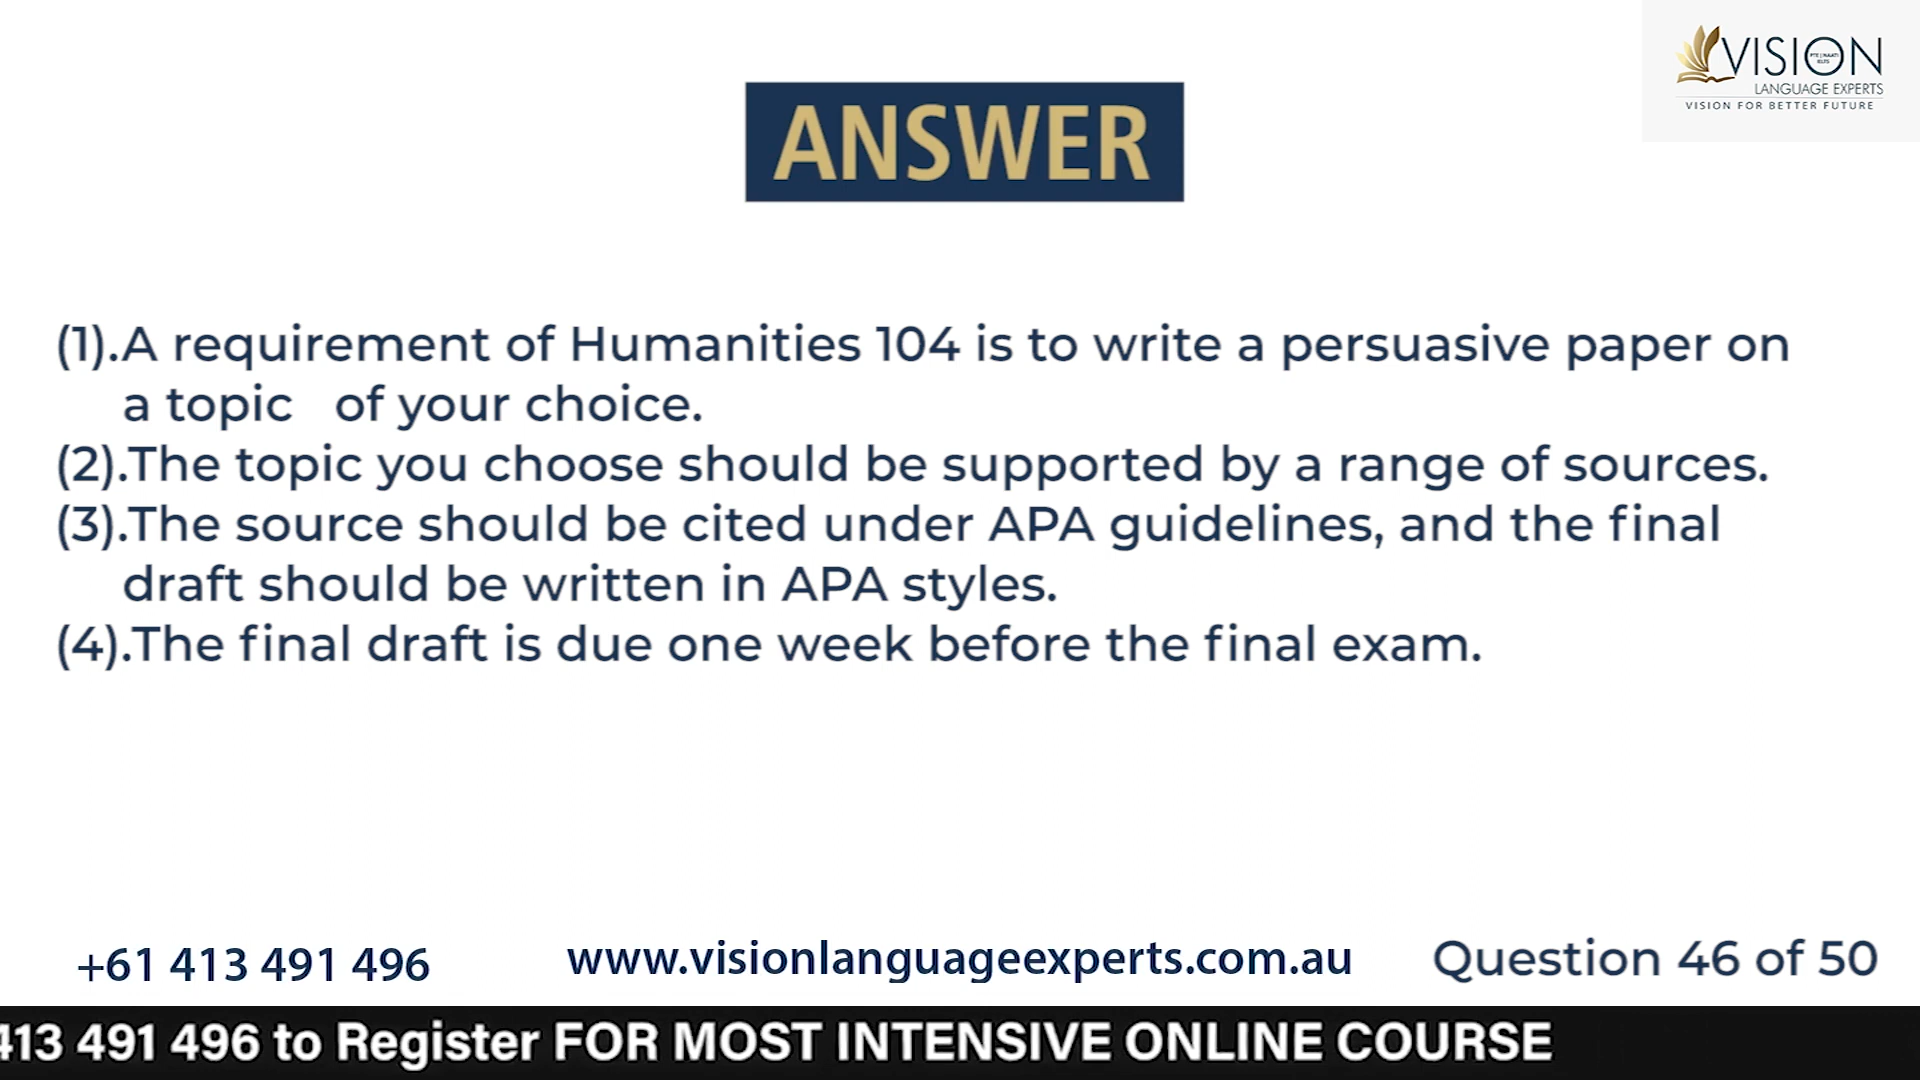 VISION
LANGUAGE EXPERTS
VISION FOR BETTER FUTURE
ANSWER
(1).A requirement of Humanities 104 is to write a persuasive paper on
a topic of your choice.
(2).The topic you choose should be supported by a range of sources.
(3).The source should be cited under APA guidelines, and the final
draft should be written in APA styles.
(4).The final draft is due one week before the final exam.
+61 413 491 496
www.visionlanguageexperts.com.au
Question 46 of 50
413 491 496 to Register FOR MOST INTENSIVE ONLINE COURSE